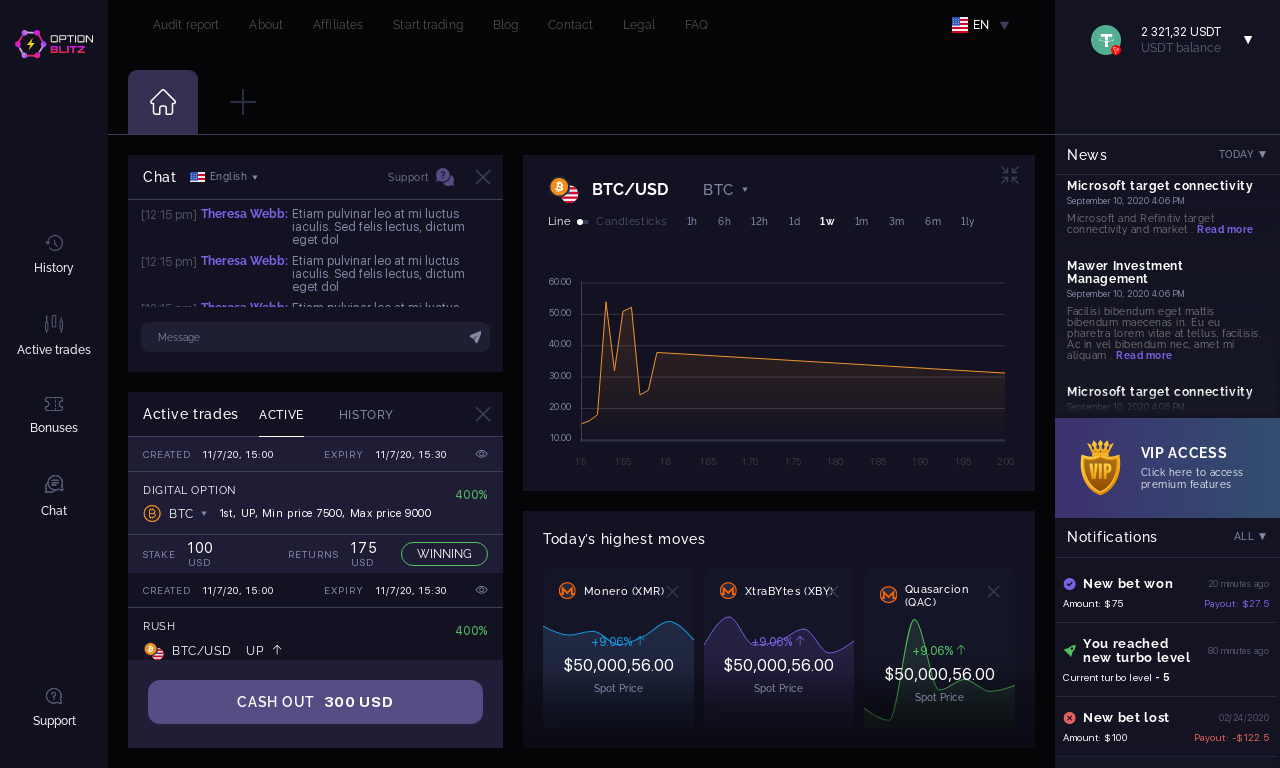 OPTION
BLITZ
Audit report About Affiliates Start trading Blog Contact Legal FAQ
EN
2 321,32 USDT
USDT balance
History
Active trades
Bonuses
Chat
Support
Chat English Support
[12:15 pm] Theresa Webb: Etiam pulvinar leo at mi luctus
iaculis. Sed felis lectus, dictum
eget dol
[12:15 pm] Theresa Webb: Etiam pulvinar leo at mi luctus
iaculis. Sed felis lectus, dictum
eget dol
[12:15 pm] Theresa Webb: Etiam pulvinar leo at mi luctus
Message
Active trades ACTIVE HISTORY
CREATED 11/7/20, 15:00 EXPIRY 11/7/20, 15:30
DIGITAL OPTION
400%
BTC 1st, UP, Min price 7500, Max price 9000
STAKE 100 USD RETURNS 175 USD WINNING
CREATED 11/7/20, 15:00 EXPIRY 11/7/20, 15:30
RUSH
400%
BTC/USD UP
CASH OUT 300 USD
BTC/USD BTC
Line Candlesticks 1h 6h 12h 1d 1w 1m 3m 6m 1ly
60.00
50.00
40.00
30.00
20.00
10.00
1.5 1.55 1.6 1.65 1.70 1.75 1.80 1.85 1.90 1.95 2.00
Today's highest moves
Monero (XMR)
+9.06%
$50,000,56.00
Spot Price
XtraBYtes (XBY)
+9.06%
$50,000,56.00
Spot Price
Quasarcion
(QAC)
+9.06%
$50,000,56.00
Spot Price
News TODAY
Microsoft target connectivity
September 10, 2020 4:06 PM
Microsoft and Refinitiv target
connectivity and market . Read more
Mawer Investment
Management
September 10, 2020 4:06 PM
Facilisi bibendum eget mattis
bibendum maecenas in. Eu eu
pharetra lorem vitae at tellus, facilisis.
Ac in vel bibendum nec, amet mi
aliquam . Read more
Microsoft target connectivity
September 10, 2020 4:06 PM
VIP
VIP ACCESS
Click here to access
premium features
Notifications ALL
New bet won 20 minutes ago
Amount: $75 Payout: $27.5
You reached
new turbo level
80 minutes ago
Current turbo level - 5
New bet lost 02/24/2020
Amount: $100 Payout: -$122.5